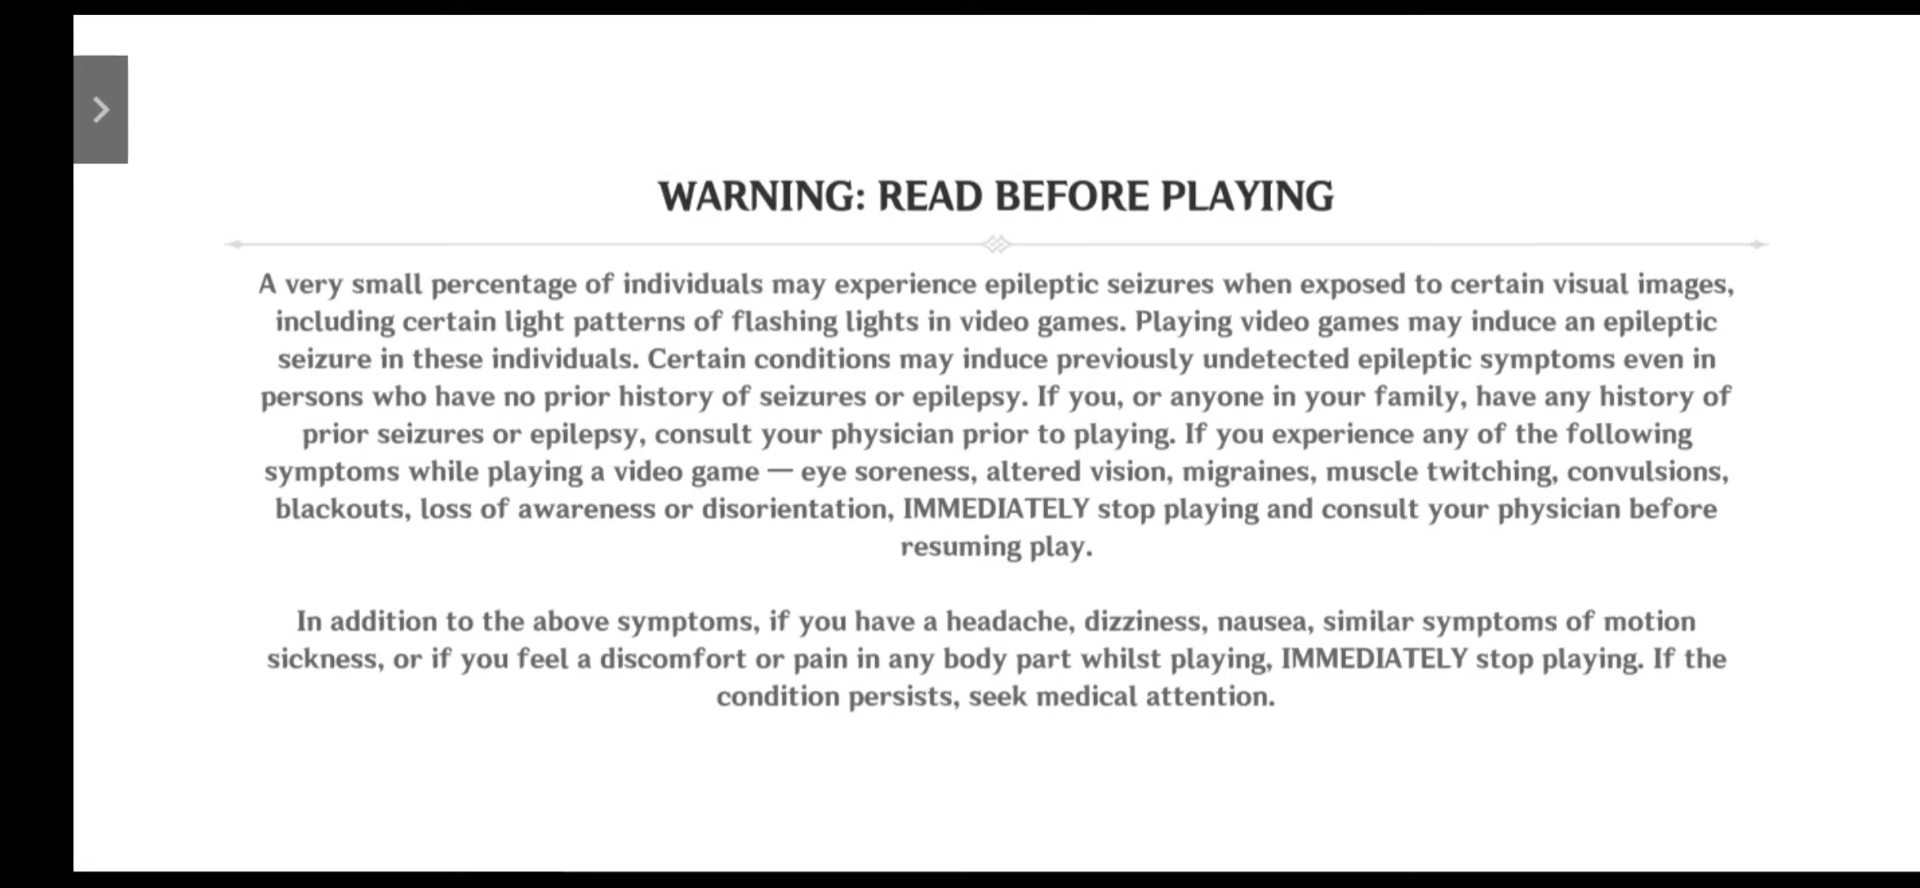 WARNING: READ BEFORE PLAYING
A very small percentage of individuals may experience epileptic seizures when exposed to certain visual images,
including certain light patterns of flashing lights in video games. Playing video games may induce an epileptic
seizure in these individuals. Certain conditions may induce previously undetected epileptic symptoms even in
persons who have no prior history of seizures or epilepsy. If you, or anyone in your family, have any history of
prior seizures or epilepsy, consult your physician prior to playing. If you experience any of the following
symptoms while playing a video game — eye soreness, altered vision, migraines, muscle twitching, convulsions,
blackouts, loss of awareness or disorientation, IMMEDIATELY stop playing and consult your physician before
resuming play.
In addition to the above symptoms, if you have a headache, dizziness, nausea, similar symptoms of motion
sickness, or if you feel a discomfort or pain in any body part whilst playing, IMMEDIATELY stop playing. If the
condition persists, seek medical attention.